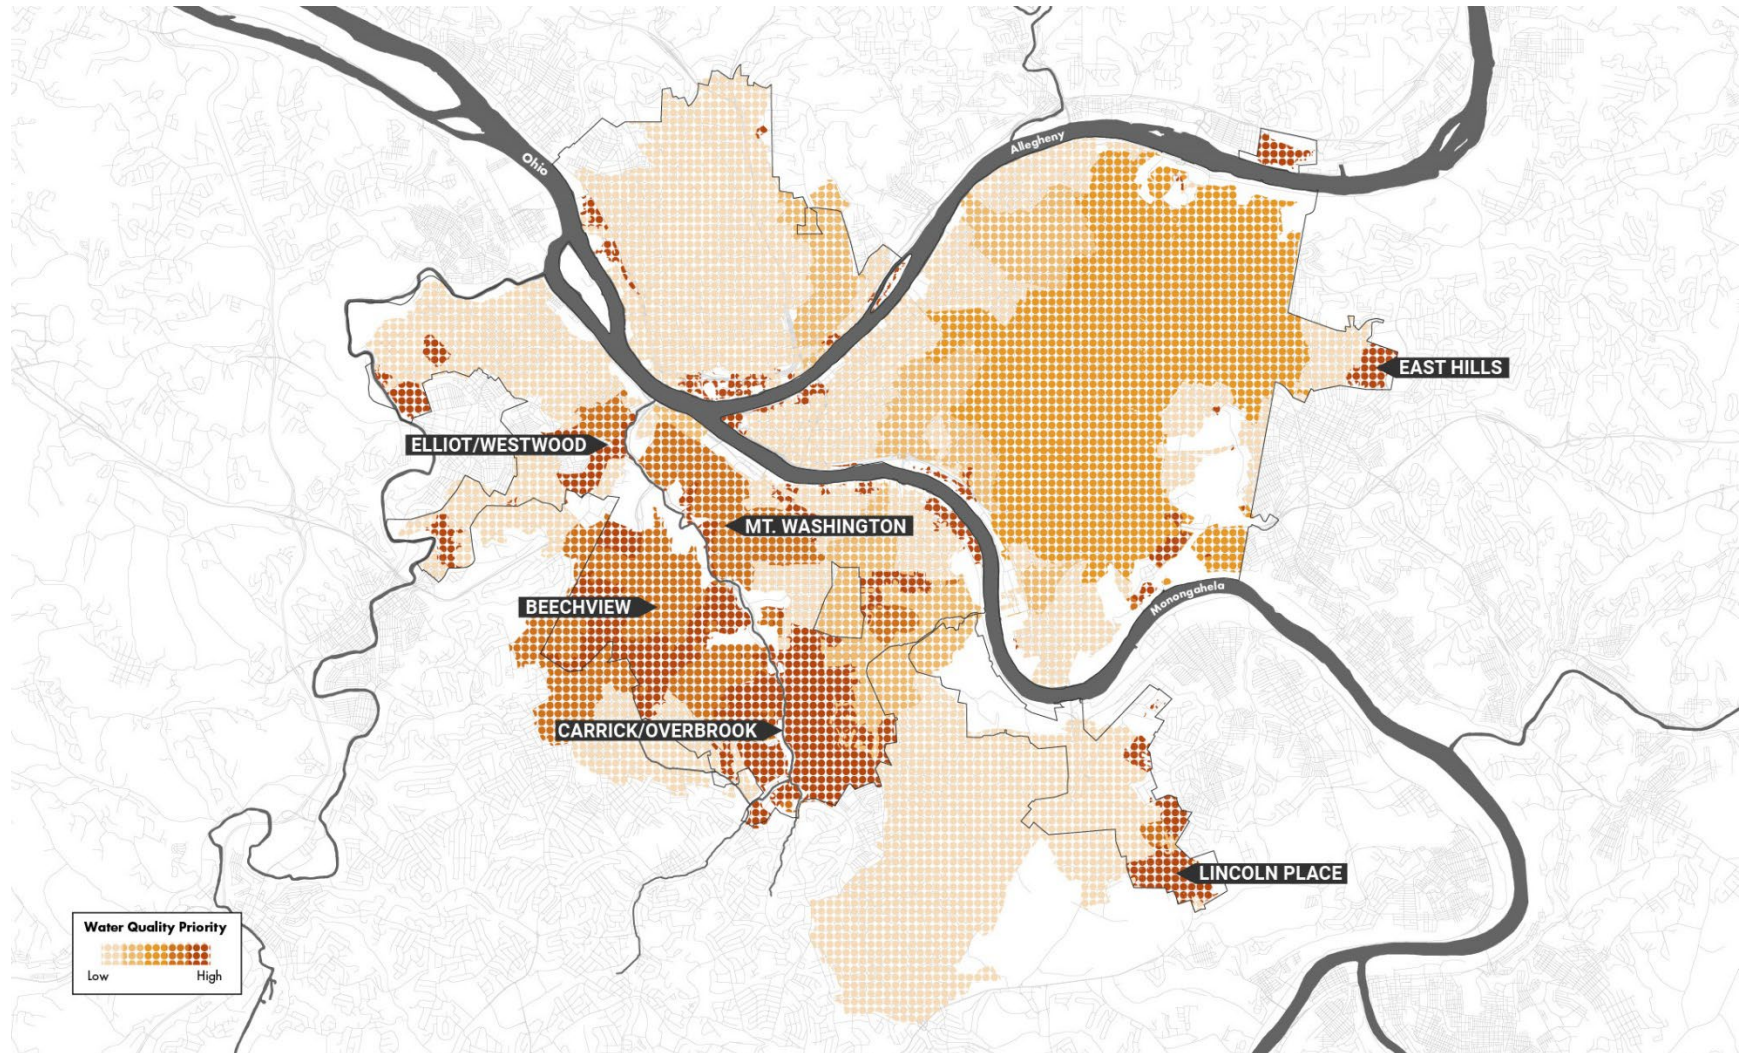 Ohio
Allegheny
EAST HILLS
ELLIOT/WESTWOOD
MT. WASHINGTON
Monongahela
BEECHVIEW
CARRICK/OVERBROOK
LINCOLN PLACE
Water Quality Priority
Low High